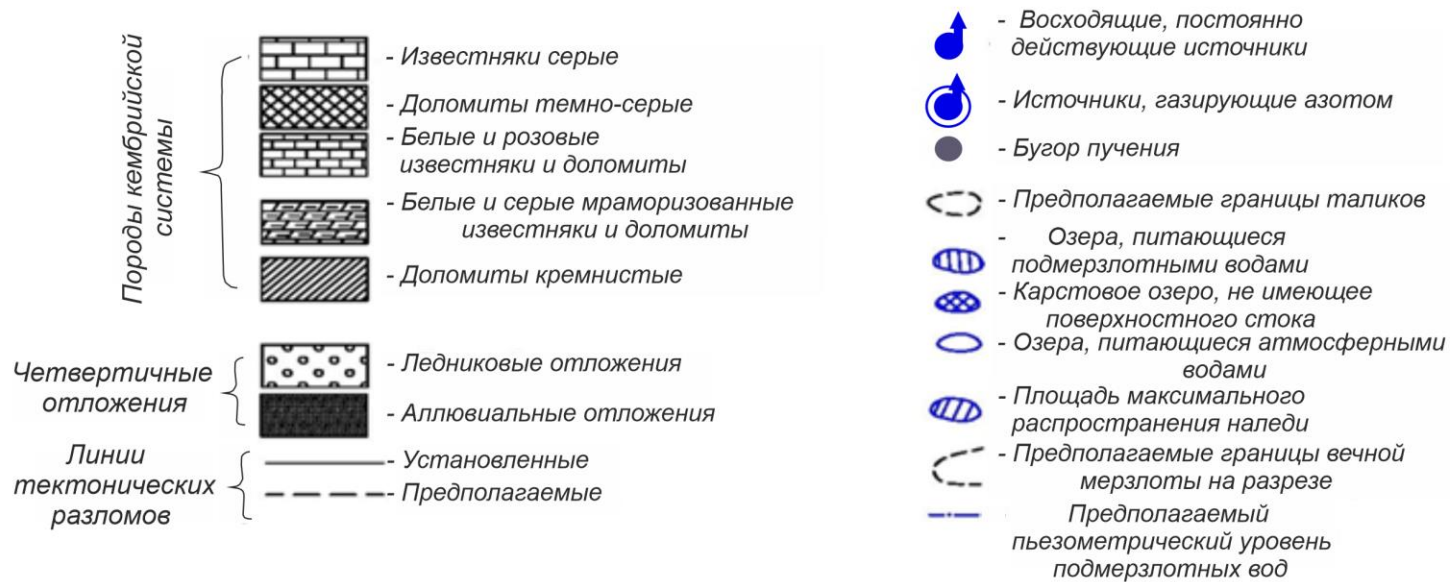 Породы кембрийской
системы
- Известняки серые
- Доломиты темно-серые
- Белые и розовые
известняки и доломиты
- Белые и серые мраморизованные
известняки и доломиты
- Доломиты кремнистые
Четвертичные
отложения
- Ледниковые отложения
- Аллювиальные отложения
Линии
тектонических
разломов
- Установленные
- Предполагаемые
- Восходящие, постоянно
действующие источники
- Источники, газирующие азотом
- Бугор пучения
- Предполагаемые границы таликов
- Озера, питающиеся
подмерзлотными водами
- Карстовое озеро, не имеющее
поверхностного стока
- Озера, питающиеся атмосферными
водами
- Площадь максимального
распространения наледи
- Предполагаемые границы вечной
мерзлоты на разрезе
Предполагаемый
пьезометрический уровень
подмерзлотных вод